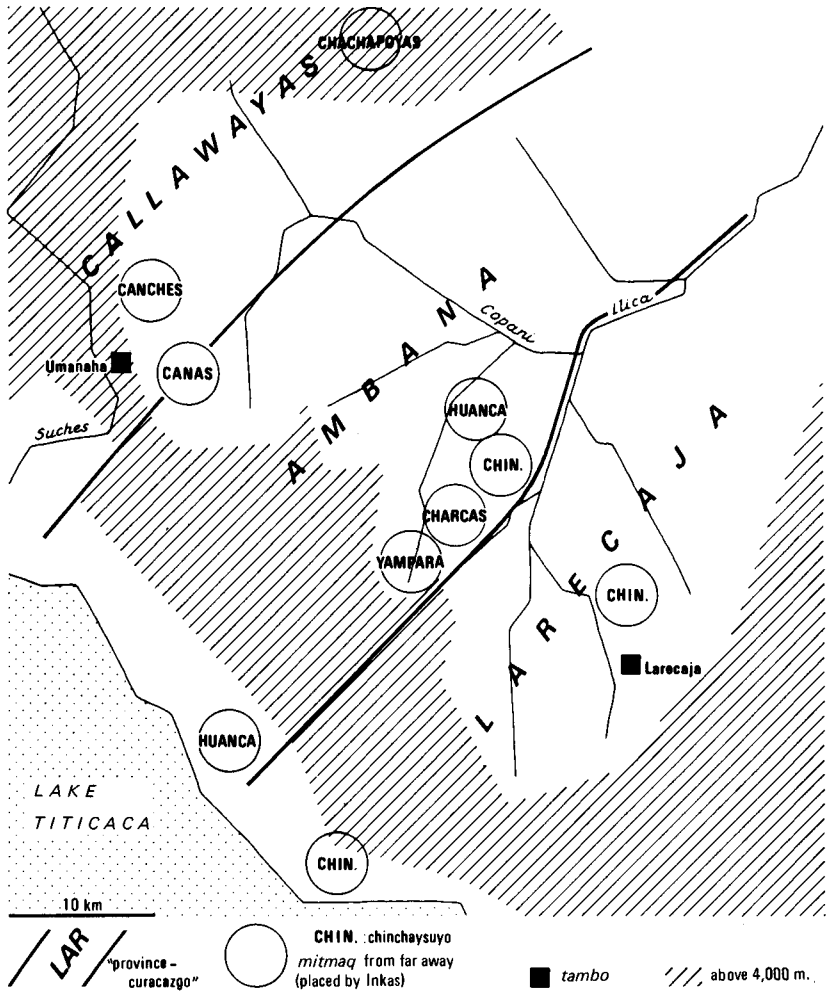 CHACHAPOYAS
CALLAWAYAS
CANCHES
Umanaha
CANAS
Suches
AMBANA
Copani
Llica
HUANCA
CHIN.
CHARCAS
YAMPARA
LARECAJA
CHIN.
Larecaja
HUANCA
LAKE
TITICACA
CHIN.
10 km
LAR
"province –
curacazgo"
CHIN. : chinchaysuyo
mitmaq from far away
(placed by Inkas)
tambo
above 4,000 m.